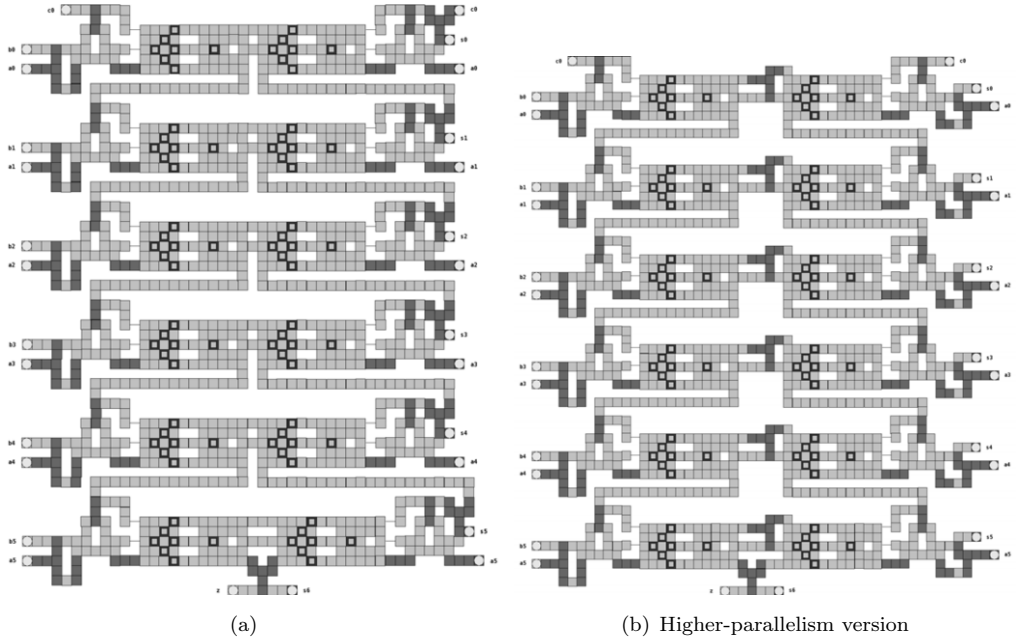 c0 c0
b0 s0
a0 a0
b1 s1
a1 a1
b2 s2
a2 a2
b3 s3
a3 a3
b4 s4
a4 a4
b5 s5
a5 a5
z s6
(a)
c0 c0
b0 s0
a0 a0
b1 s1
a1 a1
b2 s2
a2 a2
b3 s3
a3 a3
b4 s4
a4 a4
b5 s5
a5 a5
z s6
(b) Higher-parallelism version